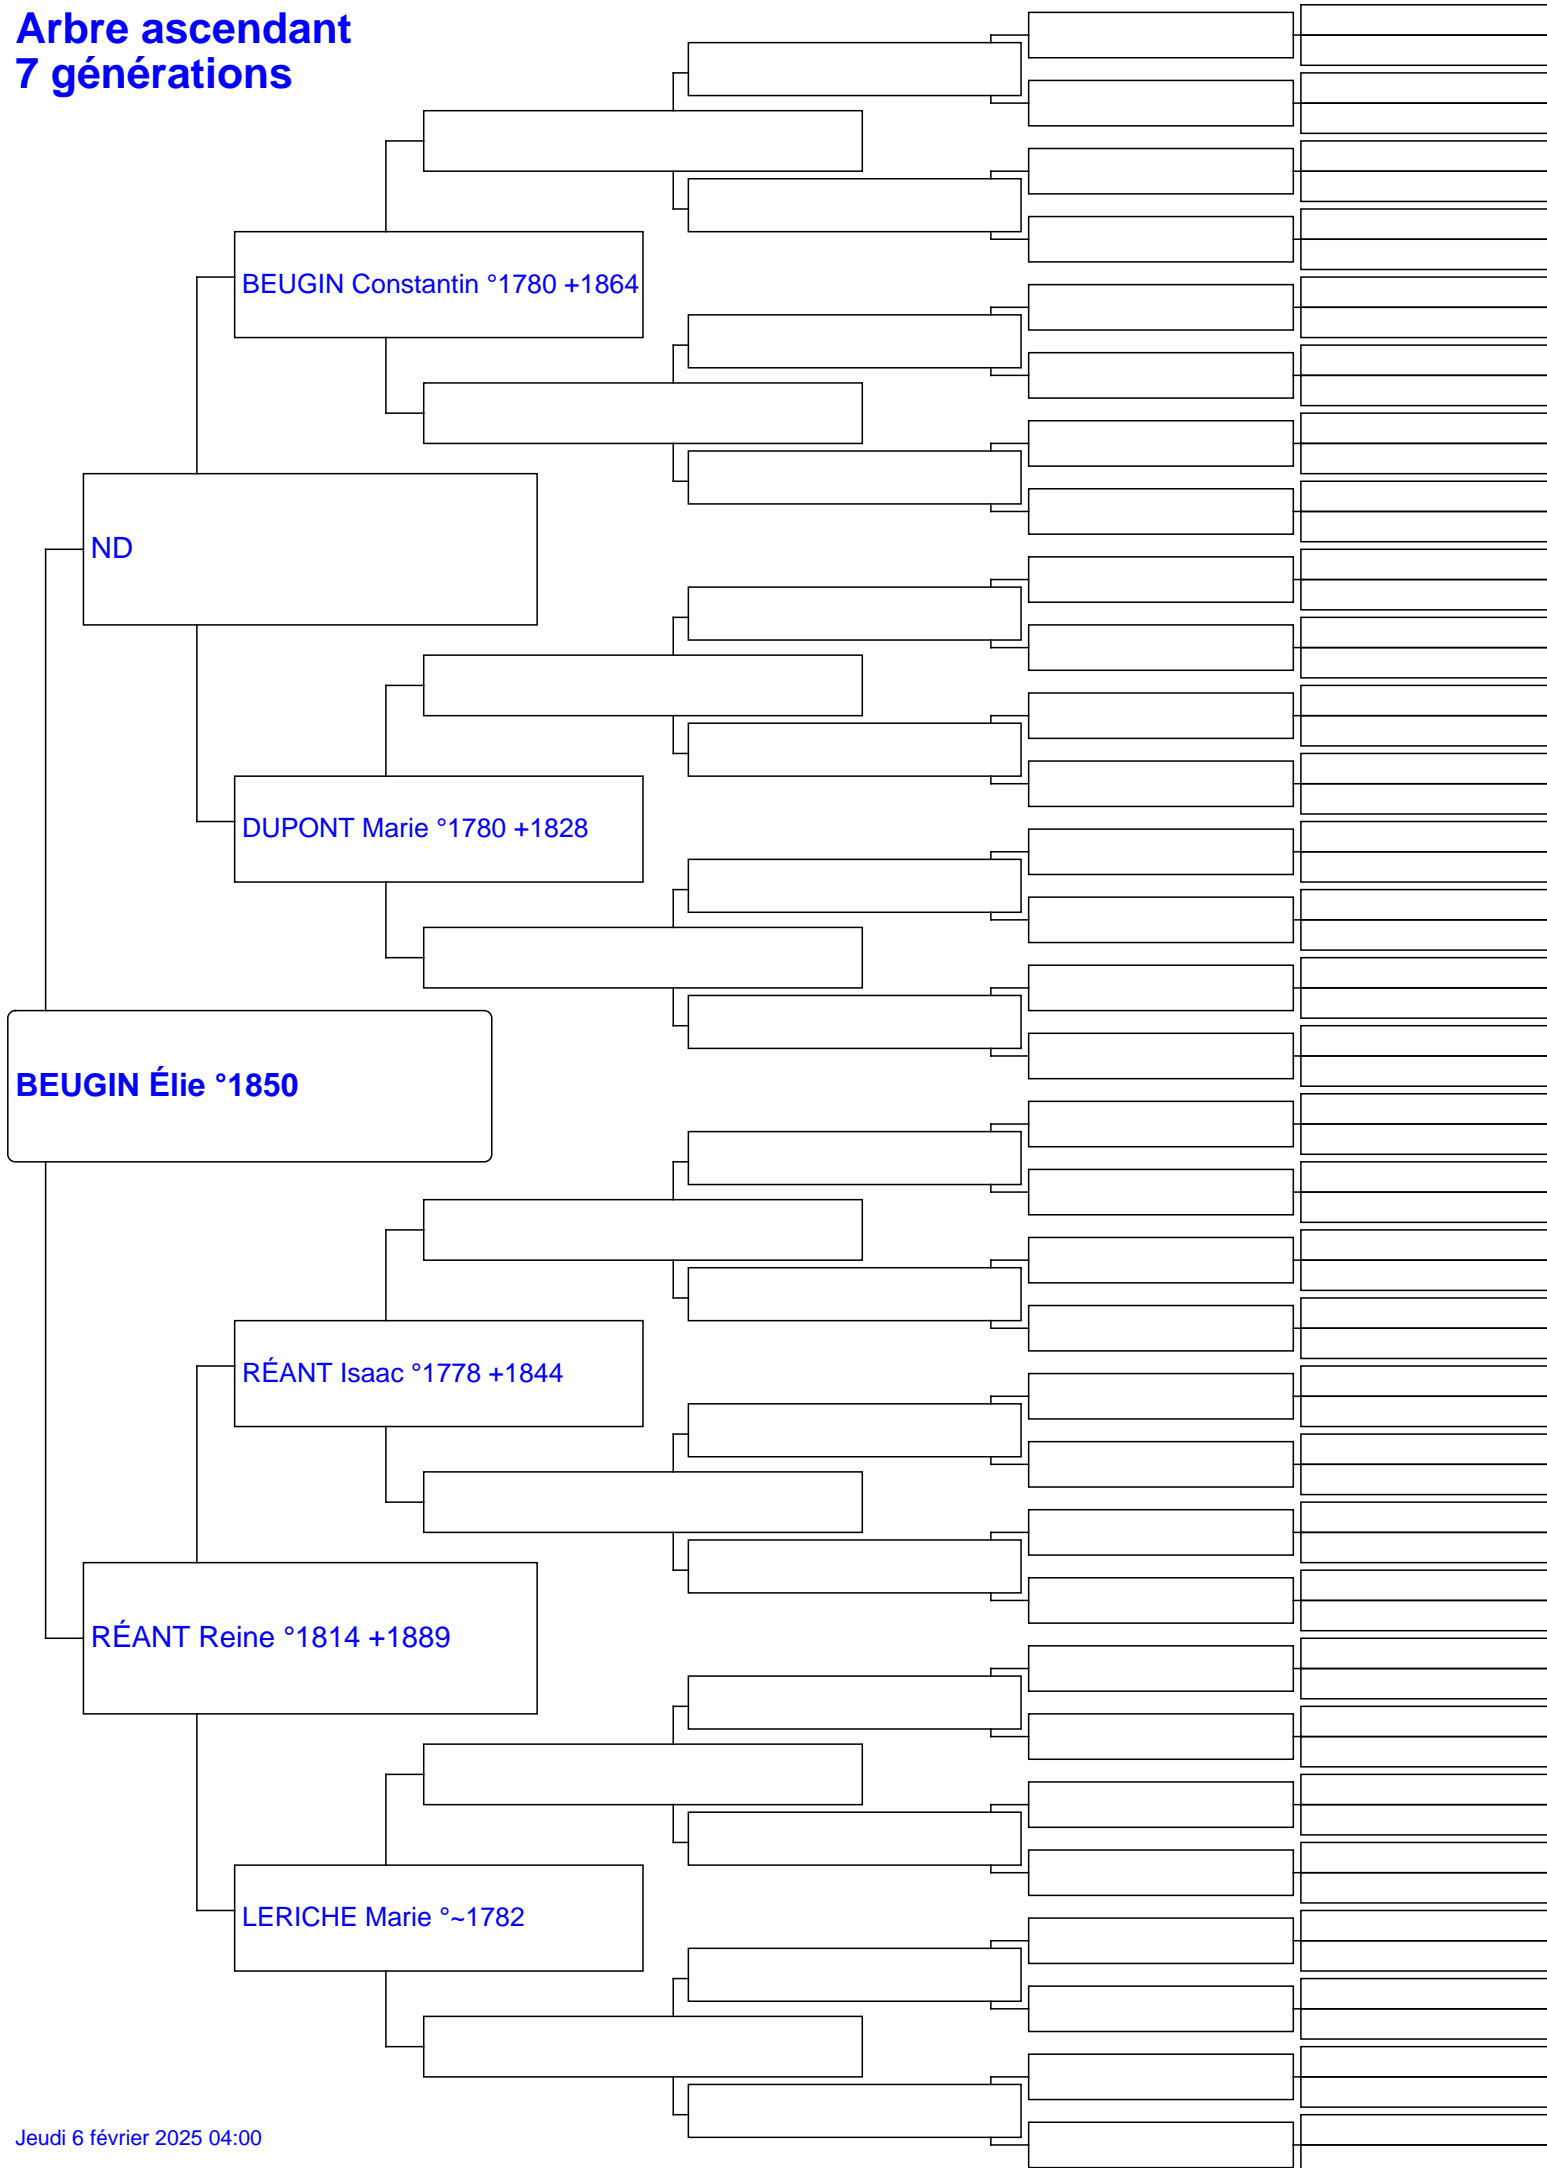 Arbre ascendant
7 générations
BEUGIN Constantin °1780 +1864
ND
DUPONT Marie °1780 +1828
BEUGIN Élie °1850
RÉANT Isaac °1778 +1844
RÉANT Reine °1814 +1889
LERICHE Marie °~1782
Jeudi 6 février 2025 04:00